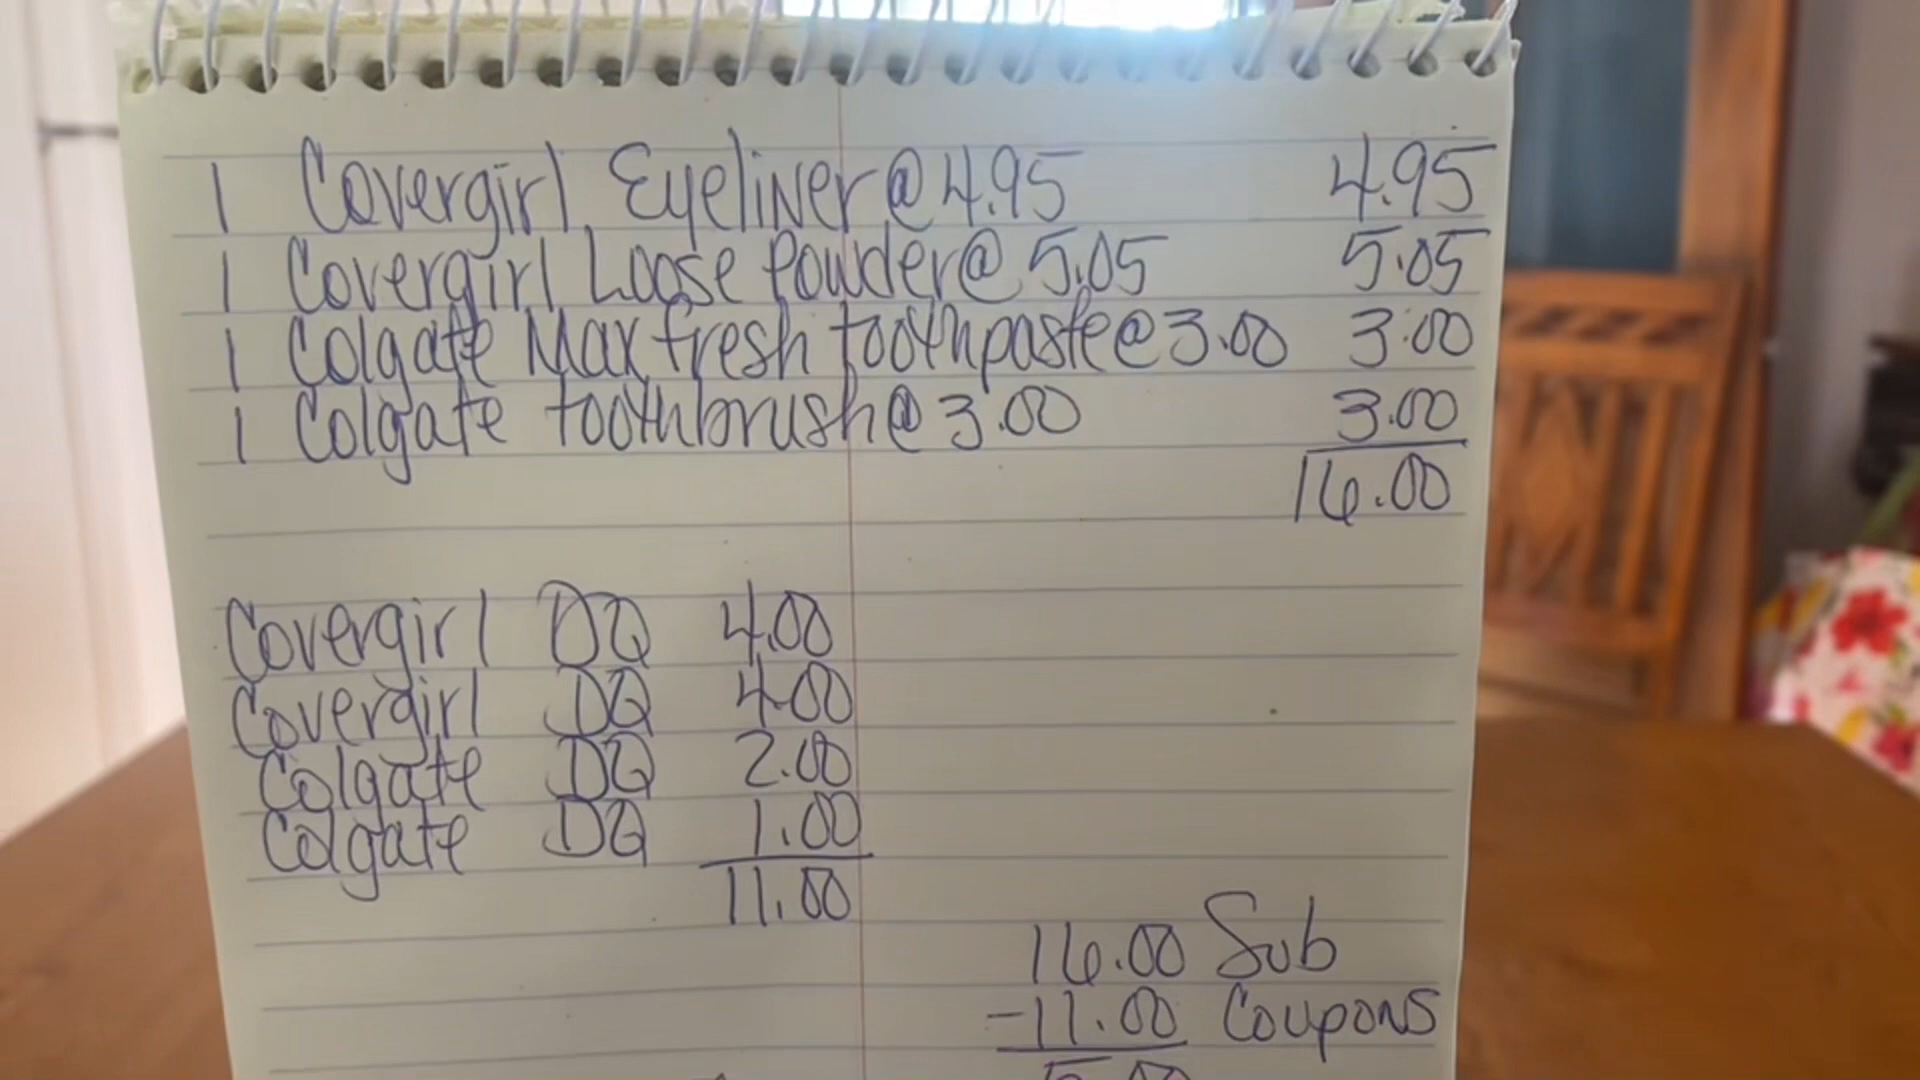 1 Covergirl Eyeliner @ 4.95 4.95
1 Covergirl Loose Powder @ 5.05 5.05
1 Colgate Max fresh toothpaste @ 3.00 3.00
1 Colgate toothbrush @ 3.00 3.00
16.00
Covergirl DQ 4.00
Covergirl DQ 4.00
Colgate DQ 2.00
Colgate DQ 1.00
11.00
16.00 Sub
-11.00 Coupons